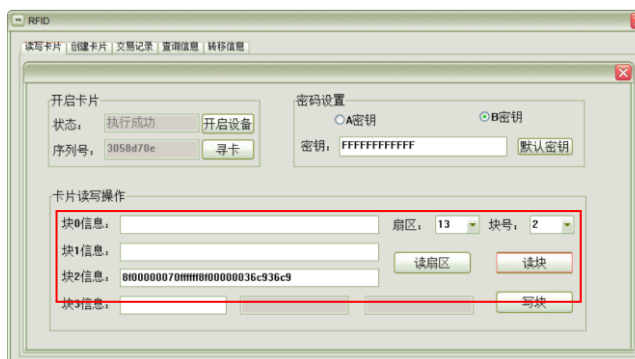 RFID
读写卡片 创建卡片 交易记录 查询信息 转移信息
开启卡片
状态： 执行成功 开启设备
序列号： 3058d70e 寻卡
密码设置
A密钥 B密钥
密钥： FFFFFFFFFFFF 默认密钥
卡片读写操作
块0信息： 扇区： 13 块号： 2
块1信息：
读扇区 读块
块2信息： 8f00000070ffffff8f00000036c936c9
块3信息： 写块